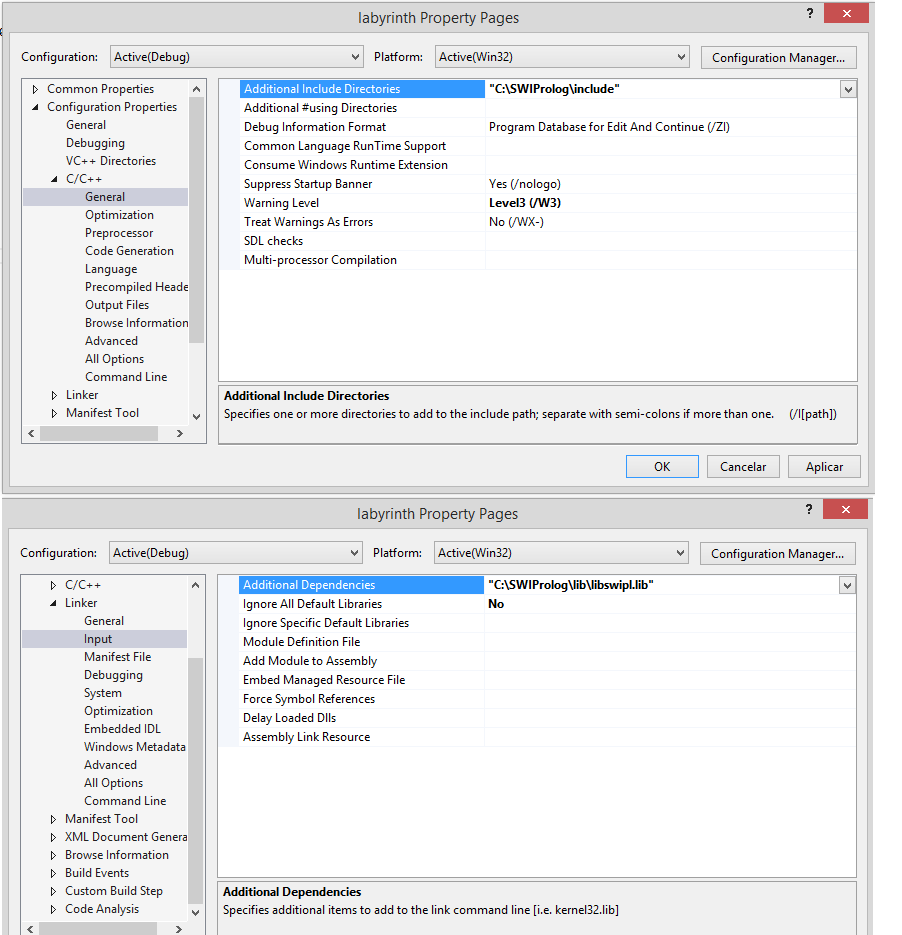 labyrinth Property Pages
? ×
Configuration: Active(Debug) Platform: Active(Win32) Configuration Manager...
Common Properties
Configuration Properties
General
Debugging
VC++ Directories
C/C++
General
Optimization
Preprocessor
Code Generation
Language
Precompiled Heade
Output Files
Browse Information
Advanced
All Options
Command Line
Linker
Manifest Tool
Additional Include Directories "C:\SWIProlog\include"
Additional #using Directories
Debug Information Format Program Database for Edit And Continue (/ZI)
Common Language RunTime Support
Consume Windows Runtime Extension
Suppress Startup Banner Yes (/nologo)
Warning Level Level3 (/W3)
Treat Warnings As Errors No (/WX-)
SDL checks
Multi-processor Compilation
Additional Include Directories
Specifies one or more directories to add to the include path; separate with semi-colons if more than one. (/I[path])
OK Cancelar Aplicar
labyrinth Property Pages
? ×
Configuration: Active(Debug) Platform: Active(Win32) Configuration Manager...
C/C++
Linker
General
Input
Manifest File
Debugging
System
Optimization
Embedded IDL
Windows Metadata
Advanced
All Options
Command Line
Manifest Tool
XML Document Genera
Browse Information
Build Events
Custom Build Step
Code Analysis
Additional Dependencies "C:\SWIProlog\lib\libswipl.lib"
Ignore All Default Libraries No
Ignore Specific Default Libraries
Module Definition File
Add Module to Assembly
Embed Managed Resource File
Force Symbol References
Delay Loaded Dlls
Assembly Link Resource
Additional Dependencies
Specifies additional items to add to the link command line [i.e. kernel32.lib]